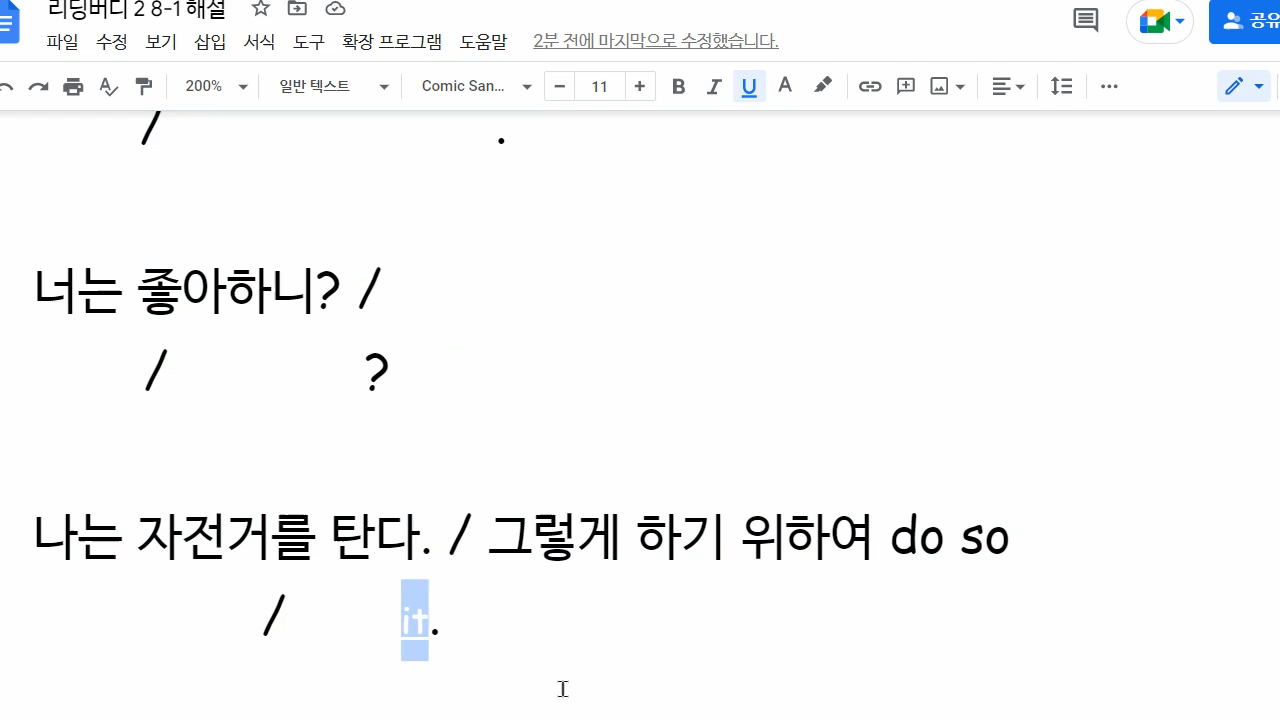 리딩버디 2 8-1 해설
파일 수정 보기 삽입 서식 도구 확장 프로그램 도움말 2분 전에 마지막으로 수정했습니다.
공유
200% 일반 텍스트 Comic San... 11 B I U A
/ .
너는 좋아하니? /
/ ?
나는 자전거를 탄다. / 그렇게 하기 위하여 do so
/ it.